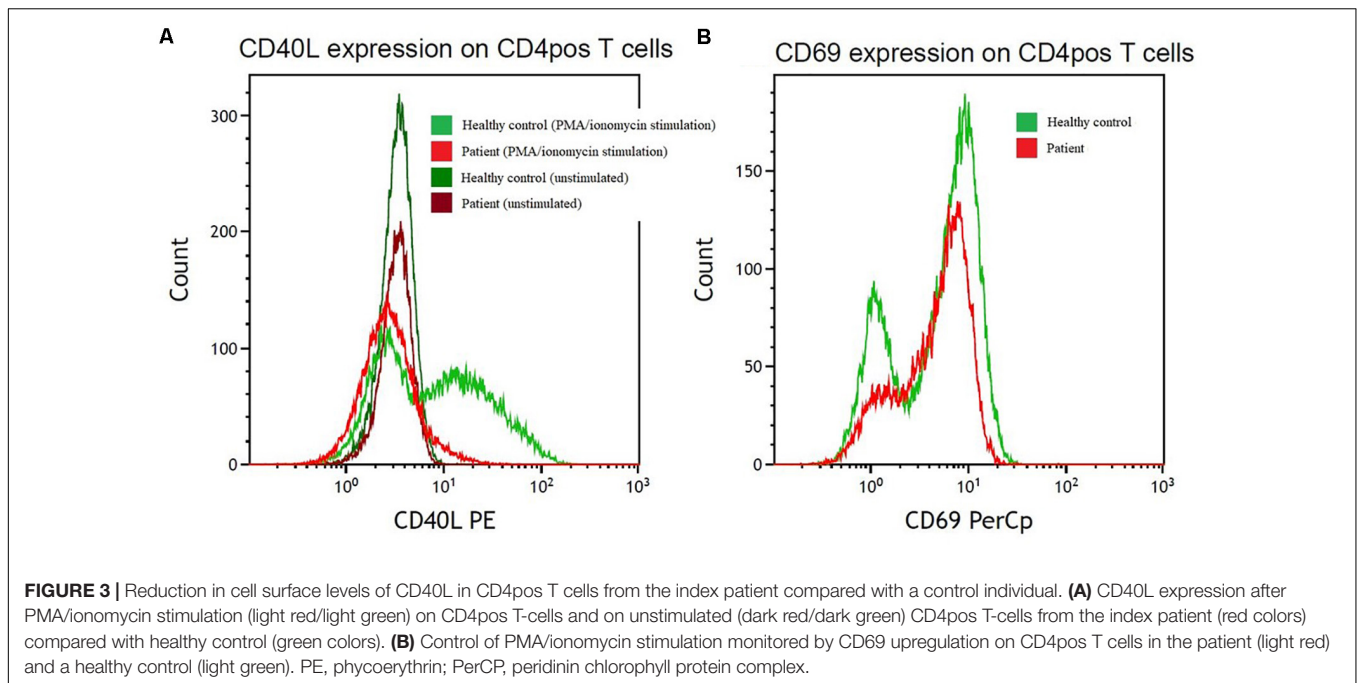 A
CD40L expression on CD4pos T cells
300
200
100
0
Count
Healthy control (PMA/ionomycin stimulation)
Patient (PMA/ionomycin stimulation)
Healthy control (unstimulated)
Patient (unstimulated)
10⁰ 10¹ 10² 10³
CD40L PE
B
CD69 expression on CD4pos T cells
150
100
50
0
Count
Healthy control
Patient
10⁰ 10¹ 10² 10³
CD69 PerCp
FIGURE 3 | Reduction in cell surface levels of CD40L in CD4pos T cells from the index patient compared with a control individual. (A) CD40L expression after
PMA/ionomycin stimulation (light red/light green) on CD4pos T-cells and on unstimulated (dark red/dark green) CD4pos T-cells from the index patient (red colors)
compared with healthy control (green colors). (B) Control of PMA/ionomycin stimulation monitored by CD69 upregulation on CD4pos T cells in the patient (light red)
and a healthy control (light green). PE, phycoerythrin; PerCP, peridinin chlorophyll protein complex.